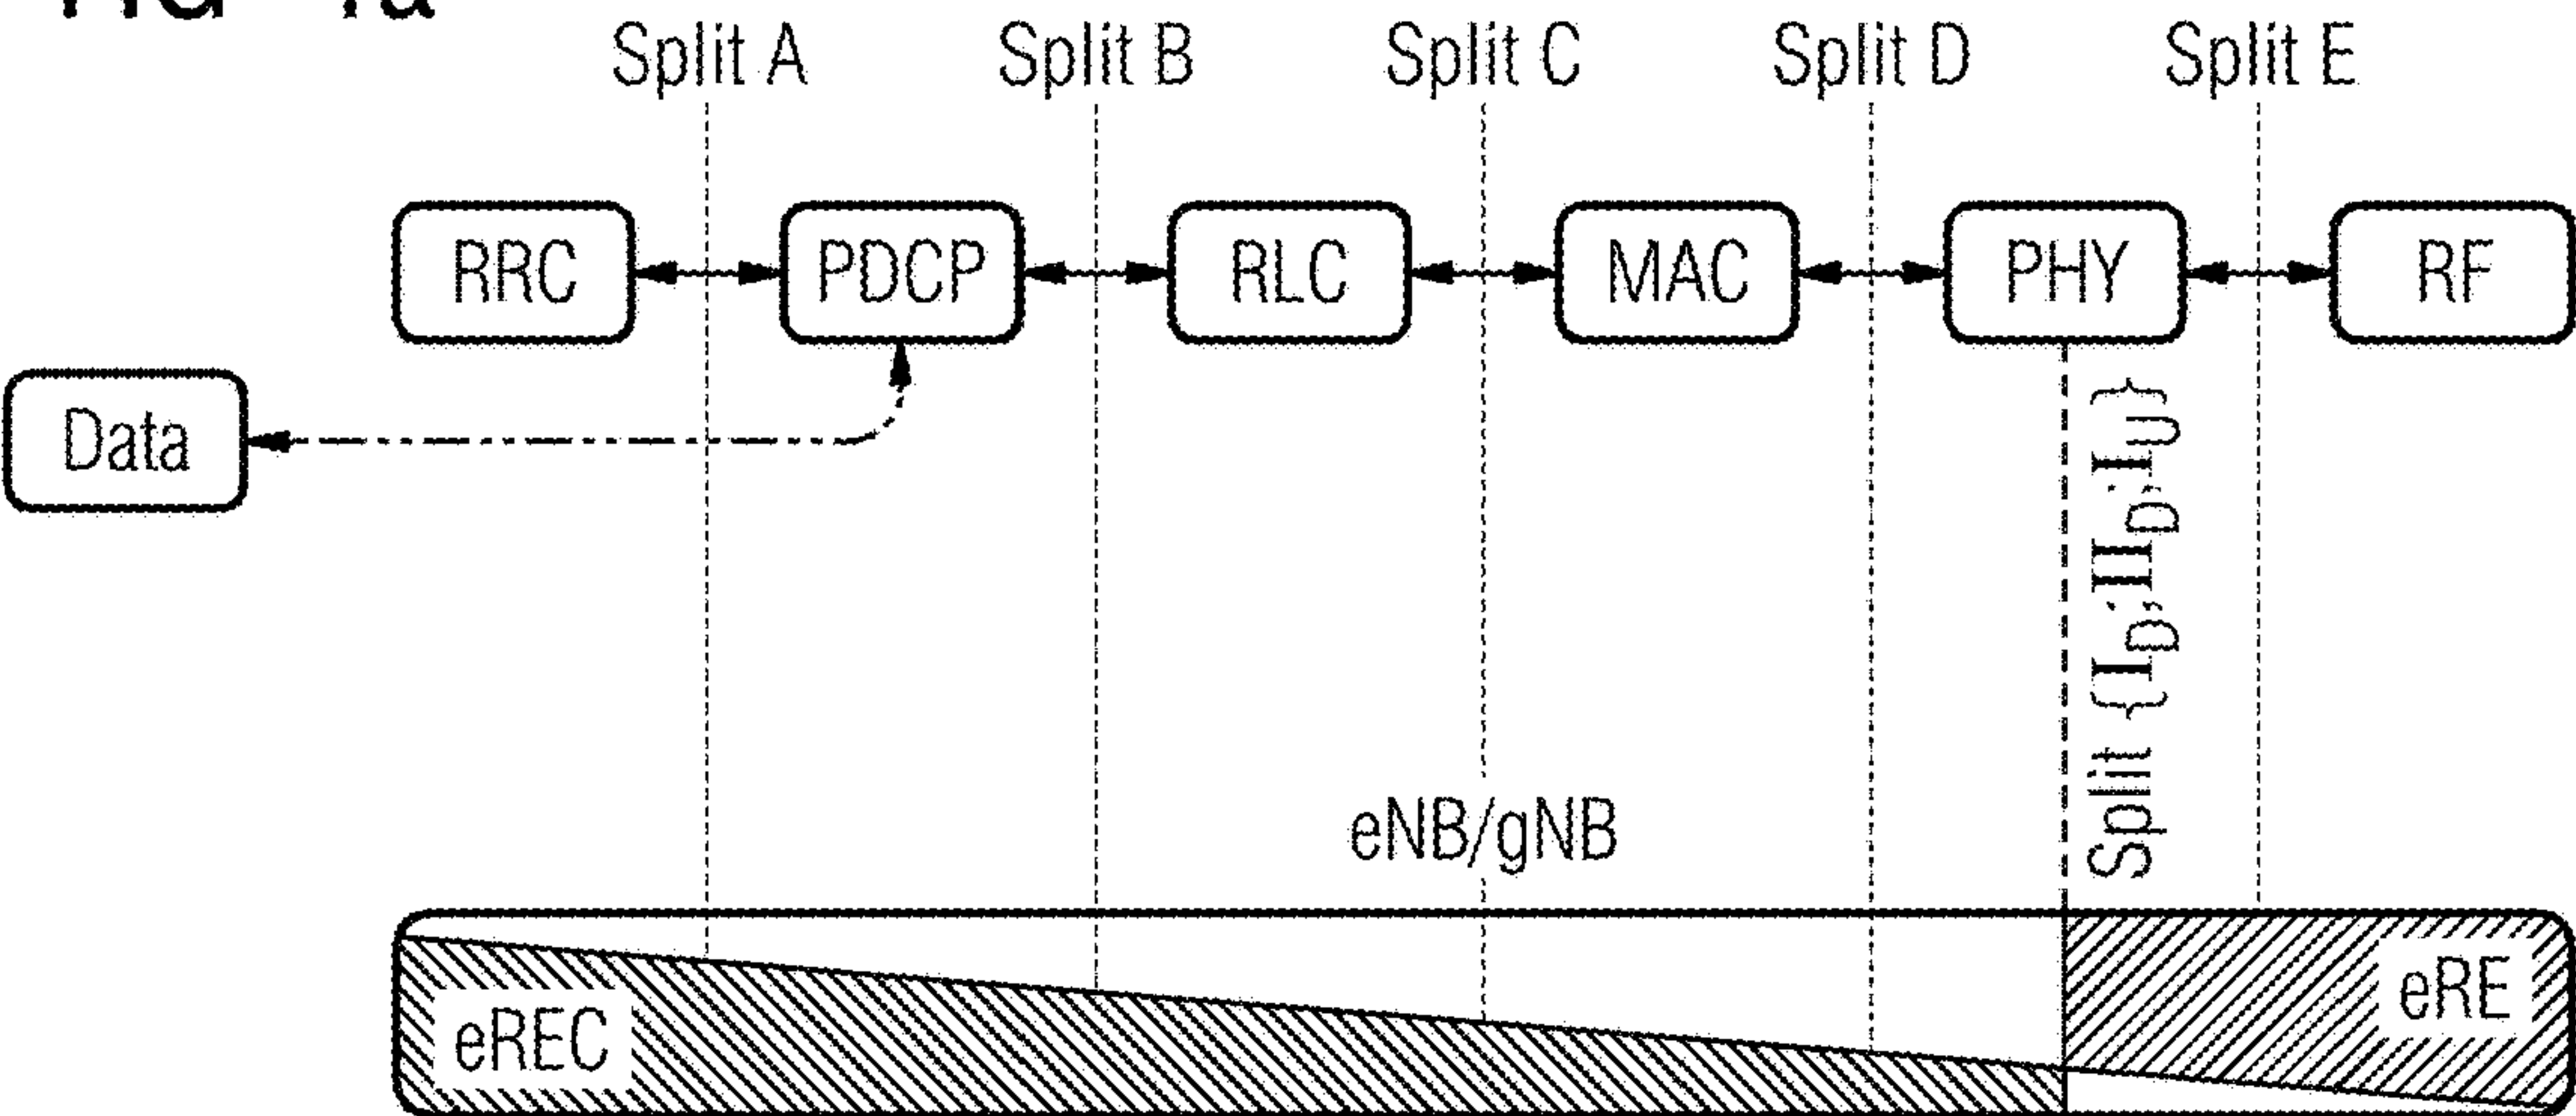 Split A Split B Split C Split D Split E
RRC PDCP RLC MAC PHY RF
Data
Split {I_D;II_D;I_U}
eNB/gNB
eREC eRE